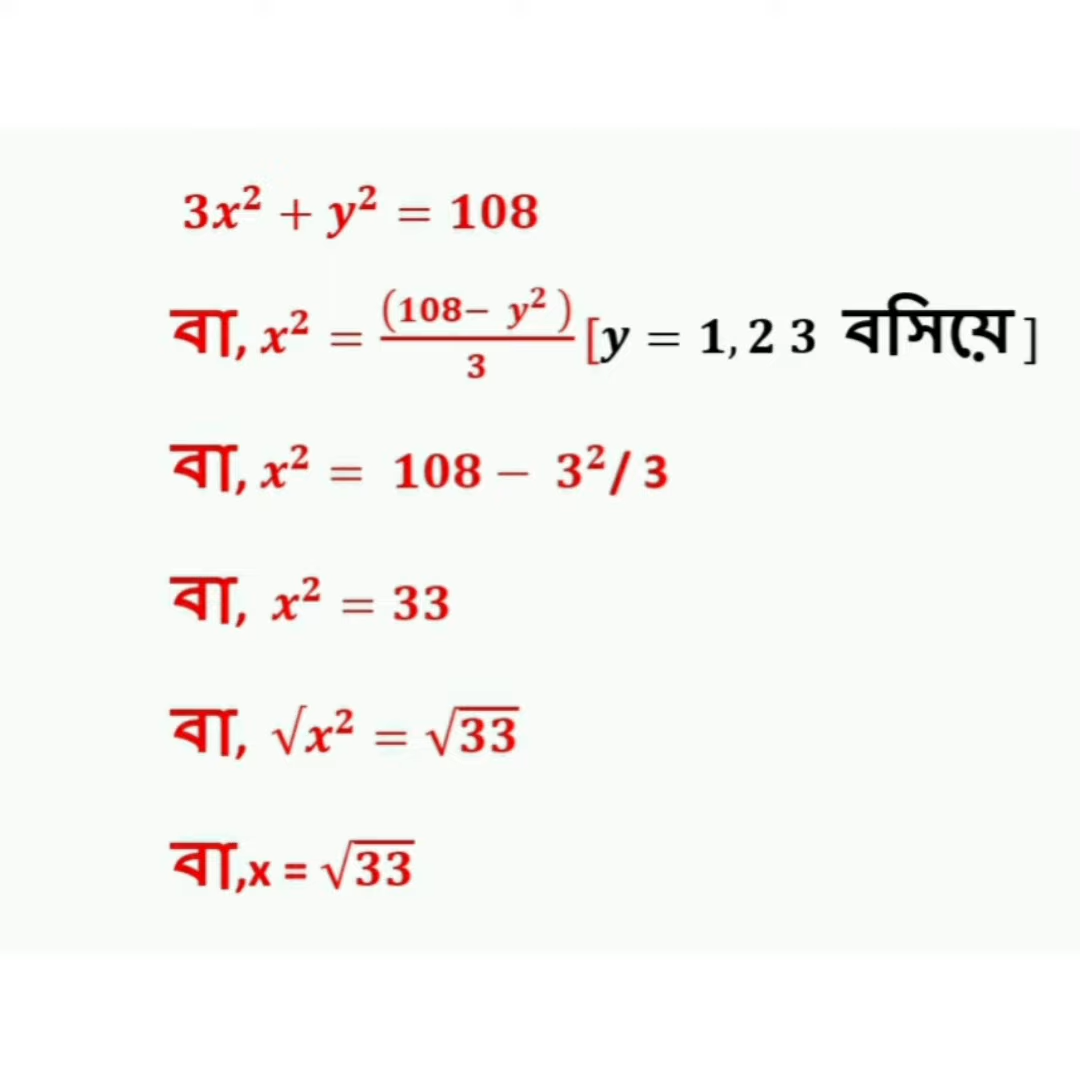 3x² + y² = 108
বা, x² = (108− y² )/3 [y = 1, 2 3 বসিয়ে ]
বা, x² = 108 − 3²/ 3
বা, x² = 33
বা, √x² = √33
বা,x = √33